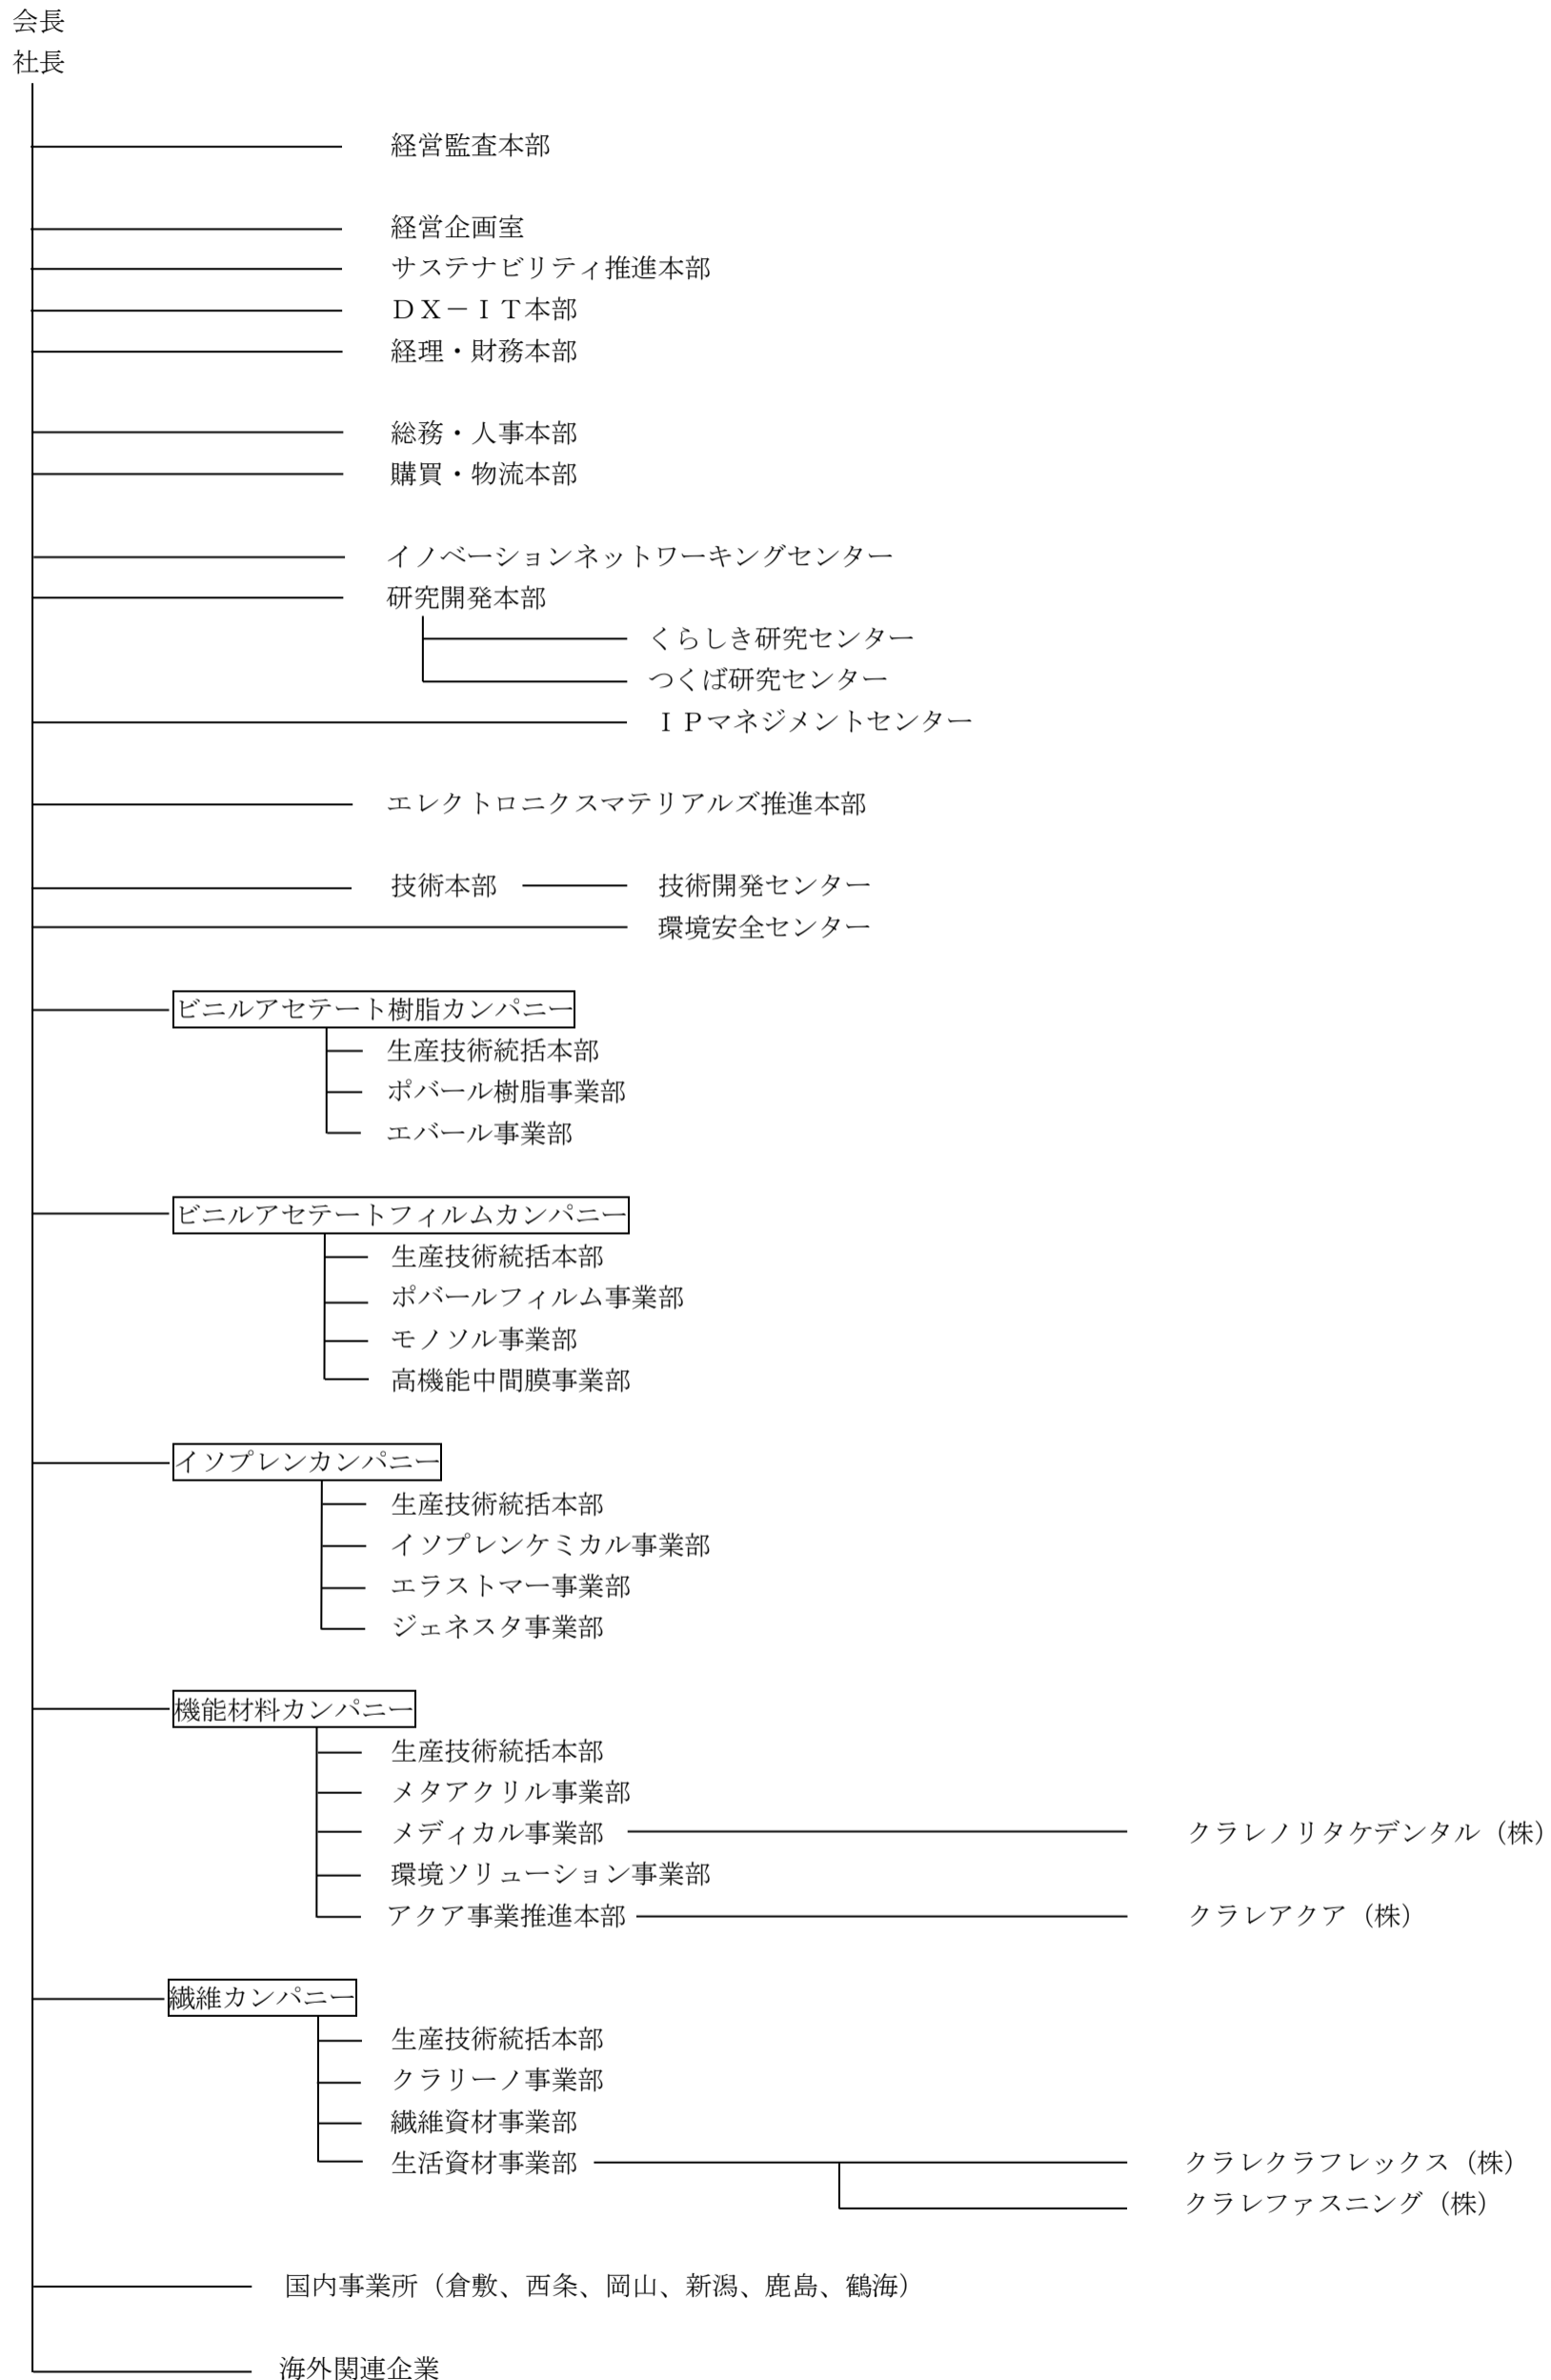 会長
社長
経営監査本部
経営企画室
サステナビリティ推進本部
ＤＸ－ＩＴ本部
経理・財務本部
総務・人事本部
購買・物流本部
イノベーションネットワーキングセンター
研究開発本部
くらしき研究センター
つくば研究センター
ＩＰマネジメントセンター
エレクトロニクスマテリアルズ推進本部
技術本部 技術開発センター
環境安全センター
ビニルアセテート樹脂カンパニー
生産技術統括本部
ポバール樹脂事業部
エバール事業部
ビニルアセテートフィルムカンパニー
生産技術統括本部
ポバールフィルム事業部
モノソル事業部
高機能中間膜事業部
イソプレンカンパニー
生産技術統括本部
イソプレンケミカル事業部
エラストマー事業部
ジェネスタ事業部
機能材料カンパニー
生産技術統括本部
メタアクリル事業部
メディカル事業部 クラレノリタケデンタル（株）
環境ソリューション事業部
アクア事業推進本部 クラレアクア（株）
繊維カンパニー
生産技術統括本部
クラリーノ事業部
繊維資材事業部
生活資材事業部 クラレクラフレックス（株）
クラレファスニング（株）
国内事業所（倉敷、西条、岡山、新潟、鹿島、鶴海）
海外関連企業